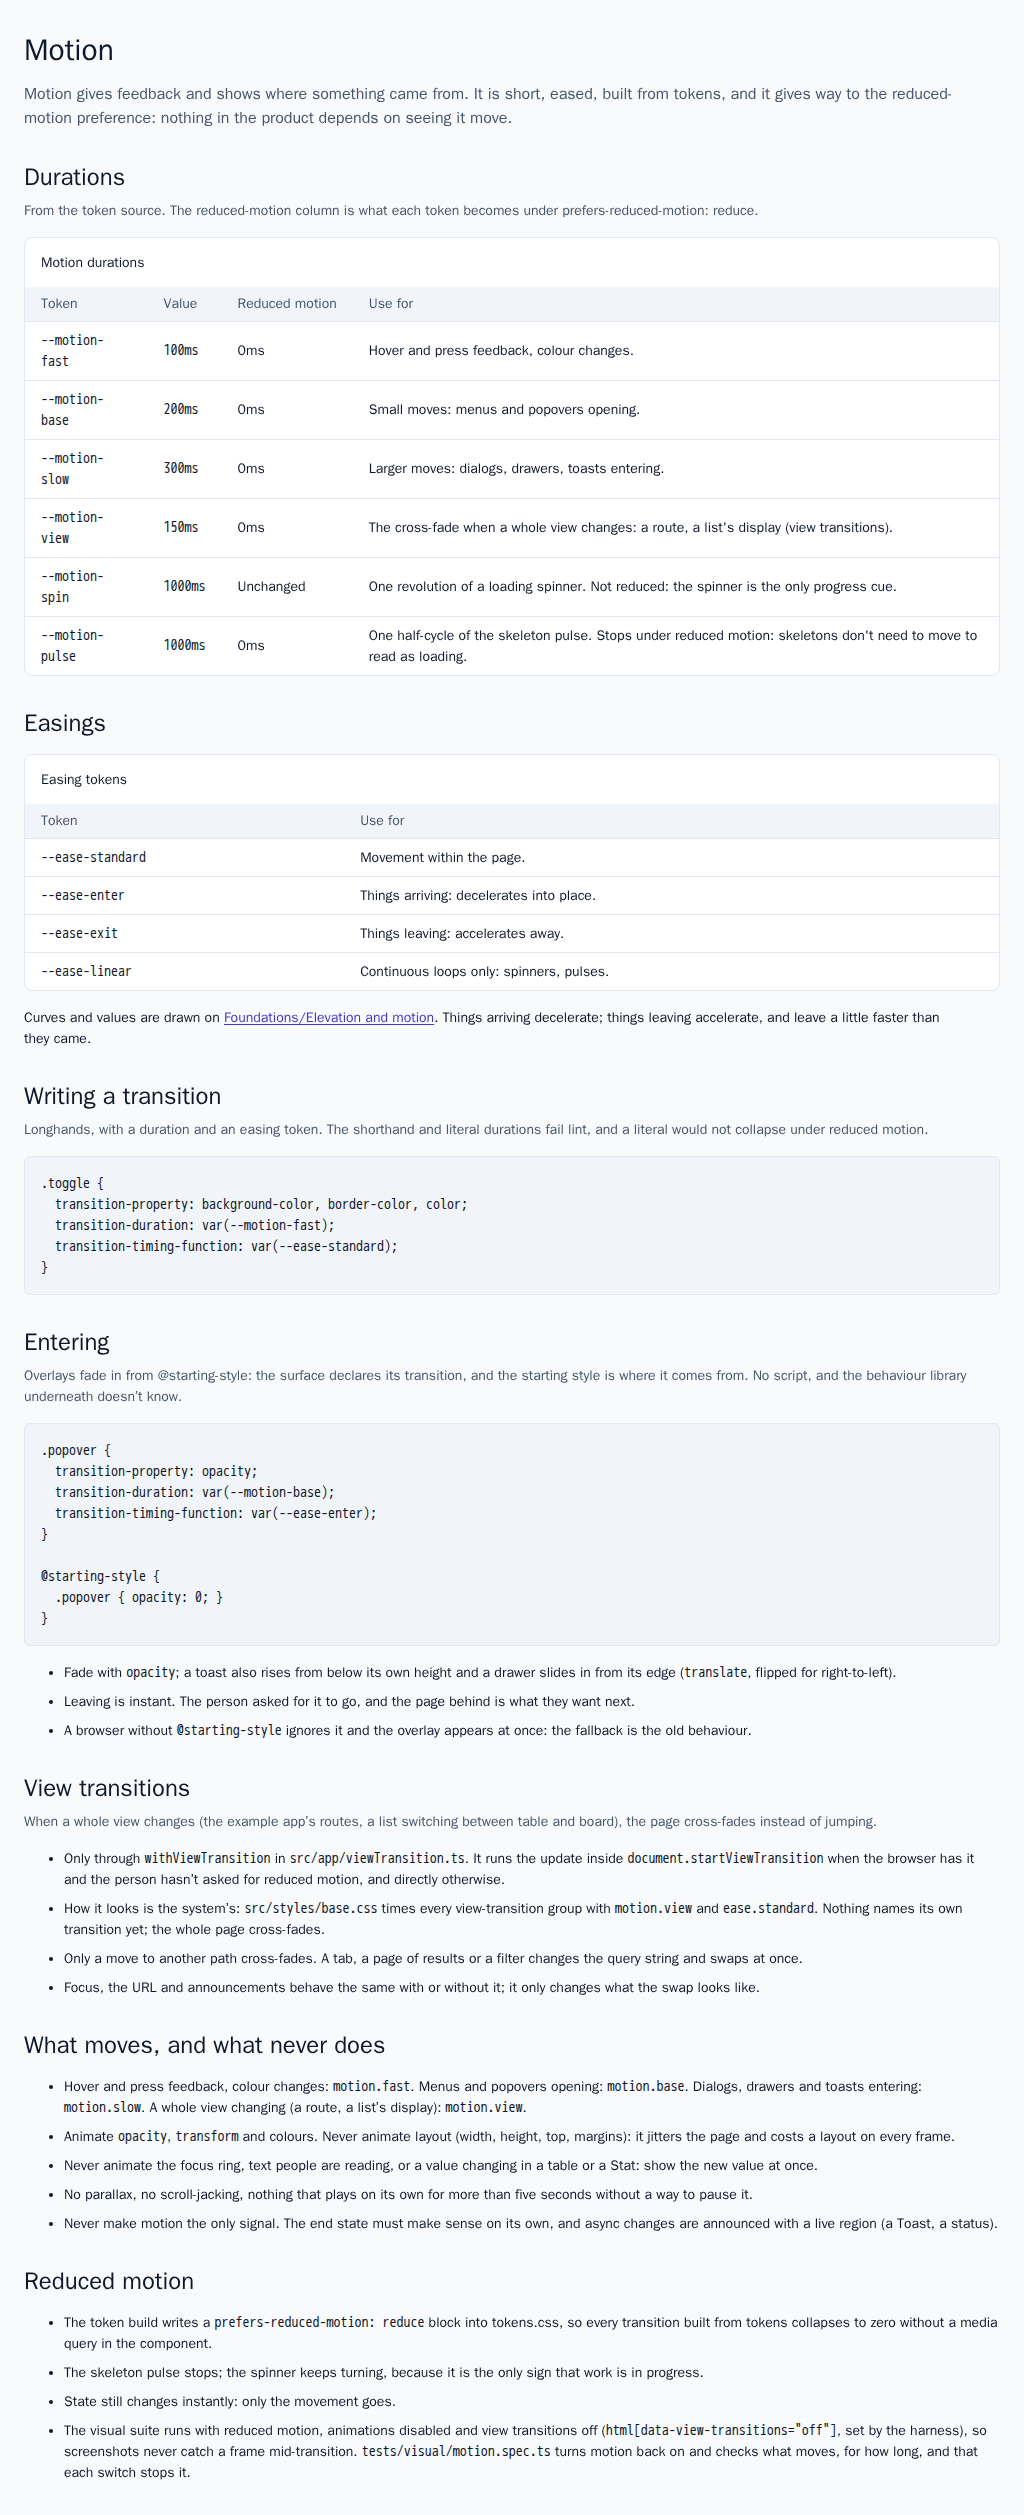 Motion
Motion gives feedback and shows where something came from. It is short, eased, built from tokens, and it gives way to the reduced-
motion preference: nothing in the product depends on seeing it move.
Durations
From the token source. The reduced-motion column is what each token becomes under prefers-reduced-motion: reduce.
Motion durations
Token Value Reduced motion Use for
--motion-
fast 100ms 0ms Hover and press feedback, colour changes.
--motion-
base 200ms 0ms Small moves: menus and popovers opening.
--motion-
slow 300ms 0ms Larger moves: dialogs, drawers, toasts entering.
--motion-
view 150ms 0ms The cross-fade when a whole view changes: a route, a list's display (view transitions).
--motion-
spin 1000ms Unchanged One revolution of a loading spinner. Not reduced: the spinner is the only progress cue.
--motion-
pulse 1000ms 0ms One half-cycle of the skeleton pulse. Stops under reduced motion: skeletons don't need to move to
read as loading.
Easings
Easing tokens
Token Use for
--ease-standard Movement within the page.
--ease-enter Things arriving: decelerates into place.
--ease-exit Things leaving: accelerates away.
--ease-linear Continuous loops only: spinners, pulses.
Curves and values are drawn on Foundations/Elevation and motion. Things arriving decelerate; things leaving accelerate, and leave a little faster than
they came.
Writing a transition
Longhands, with a duration and an easing token. The shorthand and literal durations fail lint, and a literal would not collapse under reduced motion.
.toggle {
  transition-property: background-color, border-color, color;
  transition-duration: var(--motion-fast);
  transition-timing-function: var(--ease-standard);
}
Entering
Overlays fade in from @starting-style: the surface declares its transition, and the starting style is where it comes from. No script, and the behaviour library
underneath doesn’t know.
.popover {
  transition-property: opacity;
  transition-duration: var(--motion-base);
  transition-timing-function: var(--ease-enter);
}
@starting-style {
  .popover { opacity: 0; }
}
• Fade with opacity; a toast also rises from below its own height and a drawer slides in from its edge (translate, flipped for right-to-left).
• Leaving is instant. The person asked for it to go, and the page behind is what they want next.
• A browser without @starting-style ignores it and the overlay appears at once: the fallback is the old behaviour.
View transitions
When a whole view changes (the example app’s routes, a list switching between table and board), the page cross-fades instead of jumping.
• Only through withViewTransition in src/app/viewTransition.ts. It runs the update inside document.startViewTransition when the browser has it
and the person hasn’t asked for reduced motion, and directly otherwise.
• How it looks is the system’s: src/styles/base.css times every view-transition group with motion.view and ease.standard. Nothing names its own
transition yet; the whole page cross-fades.
• Only a move to another path cross-fades. A tab, a page of results or a filter changes the query string and swaps at once.
• Focus, the URL and announcements behave the same with or without it; it only changes what the swap looks like.
What moves, and what never does
• Hover and press feedback, colour changes: motion.fast. Menus and popovers opening: motion.base. Dialogs, drawers and toasts entering:
motion.slow. A whole view changing (a route, a list’s display): motion.view.
• Animate opacity, transform and colours. Never animate layout (width, height, top, margins): it jitters the page and costs a layout on every frame.
• Never animate the focus ring, text people are reading, or a value changing in a table or a Stat: show the new value at once.
• No parallax, no scroll-jacking, nothing that plays on its own for more than five seconds without a way to pause it.
• Never make motion the only signal. The end state must make sense on its own, and async changes are announced with a live region (a Toast, a status).
Reduced motion
• The token build writes a prefers-reduced-motion: reduce block into tokens.css, so every transition built from tokens collapses to zero without a media
query in the component.
• The skeleton pulse stops; the spinner keeps turning, because it is the only sign that work is in progress.
• State still changes instantly: only the movement goes.
• The visual suite runs with reduced motion, animations disabled and view transitions off (html[data-view-transitions="off"], set by the harness), so
screenshots never catch a frame mid-transition. tests/visual/motion.spec.ts turns motion back on and checks what moves, for how long, and that
each switch stops it.